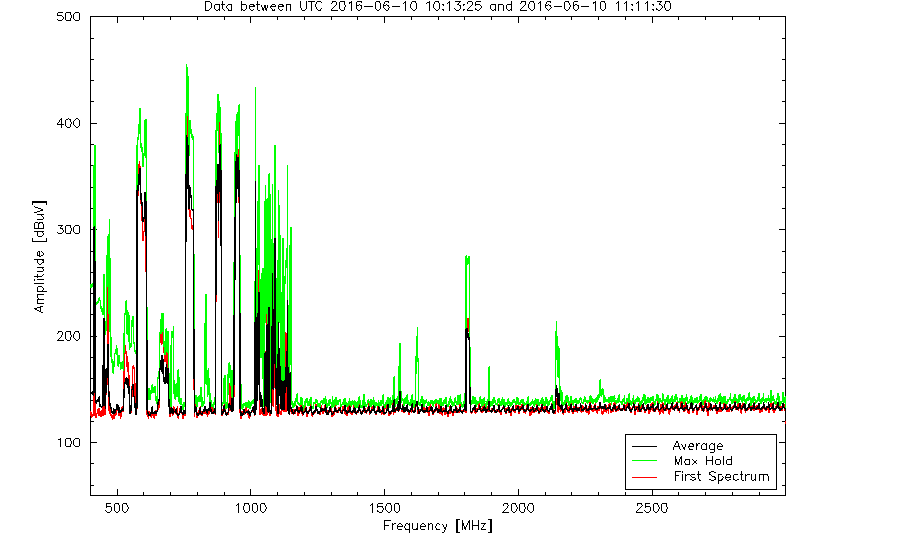 Data between UTC 2016-06-10 10:13:25 and 2016-06-10 11:11:30
500
400
300
200
100
Amplitude [dBuV]
500
1000
1500
2000
2500
Frequency [MHz]
Average
Max Hold
First Spectrum